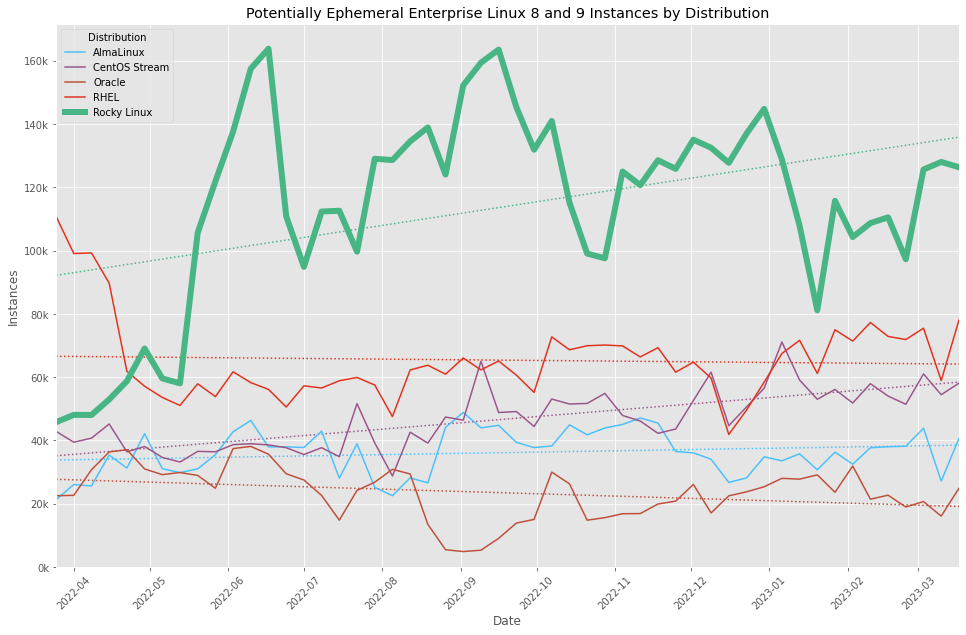 Potentially Ephemeral Enterprise Linux 8 and 9 Instances by Distribution
Distribution
AlmaLinux
CentOS Stream
Oracle
RHEL
Rocky Linux
160k
140k
120k
100k
80k
60k
40k
20k
0k
Instances
2022-04
2022-05
2022-06
2022-07
2022-08
2022-09
2022-10
2022-11
2022-12
2023-01
2023-02
2023-03
Date